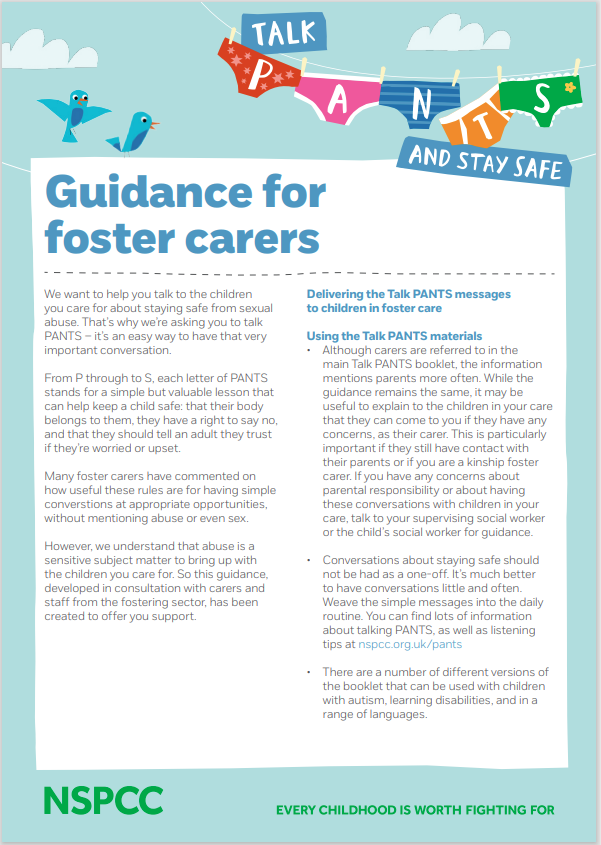 TALK
PANTS
AND STAY SAFE
Guidance for
foster carers
We want to help you talk to the children
you care for about staying safe from sexual
abuse. That's why we're asking you to talk
PANTS – it's an easy way to have that very
important conversation.
From P through to S, each letter of PANTS
stands for a simple but valuable lesson that
can help keep a child safe: that their body
belongs to them, they have a right to say no,
and that they should tell an adult they trust
if they're worried or upset.
Many foster carers have commented on
how useful these rules are for having simple
converstions at appropriate opportunities,
without mentioning abuse or even sex.
However, we understand that abuse is a
sensitive subject matter to bring up with
the children you care for. So this guidance,
developed in consultation with carers and
staff from the fostering sector, has been
created to offer you support.
Delivering the Talk PANTS messages
to children in foster care
Using the Talk PANTS materials
• Although carers are referred to in the
main Talk PANTS booklet, the information
mentions parents more often. While the
guidance remains the same, it may be
useful to explain to the children in your care
that they can come to you if they have any
concerns, as their carer. This is particularly
important if they still have contact with
their parents or if you are a kinship foster
carer. If you have any concerns about
parental responsibility or about having
these conversations with children in your
care, talk to your supervising social worker
or the child's social worker for guidance.
• Conversations about staying safe should
not be had as a one-off. It's much better
to have conversations little and often.
Weave the simple messages into the daily
routine. You can find lots of information
about talking PANTS, as well as listening
tips at nspcc.org.uk/pants
• There are a number of different versions of
the booklet that can be used with children
with autism, learning disabilities, and in a
range of languages.
NSPCC
EVERY CHILDHOOD IS WORTH FIGHTING FOR